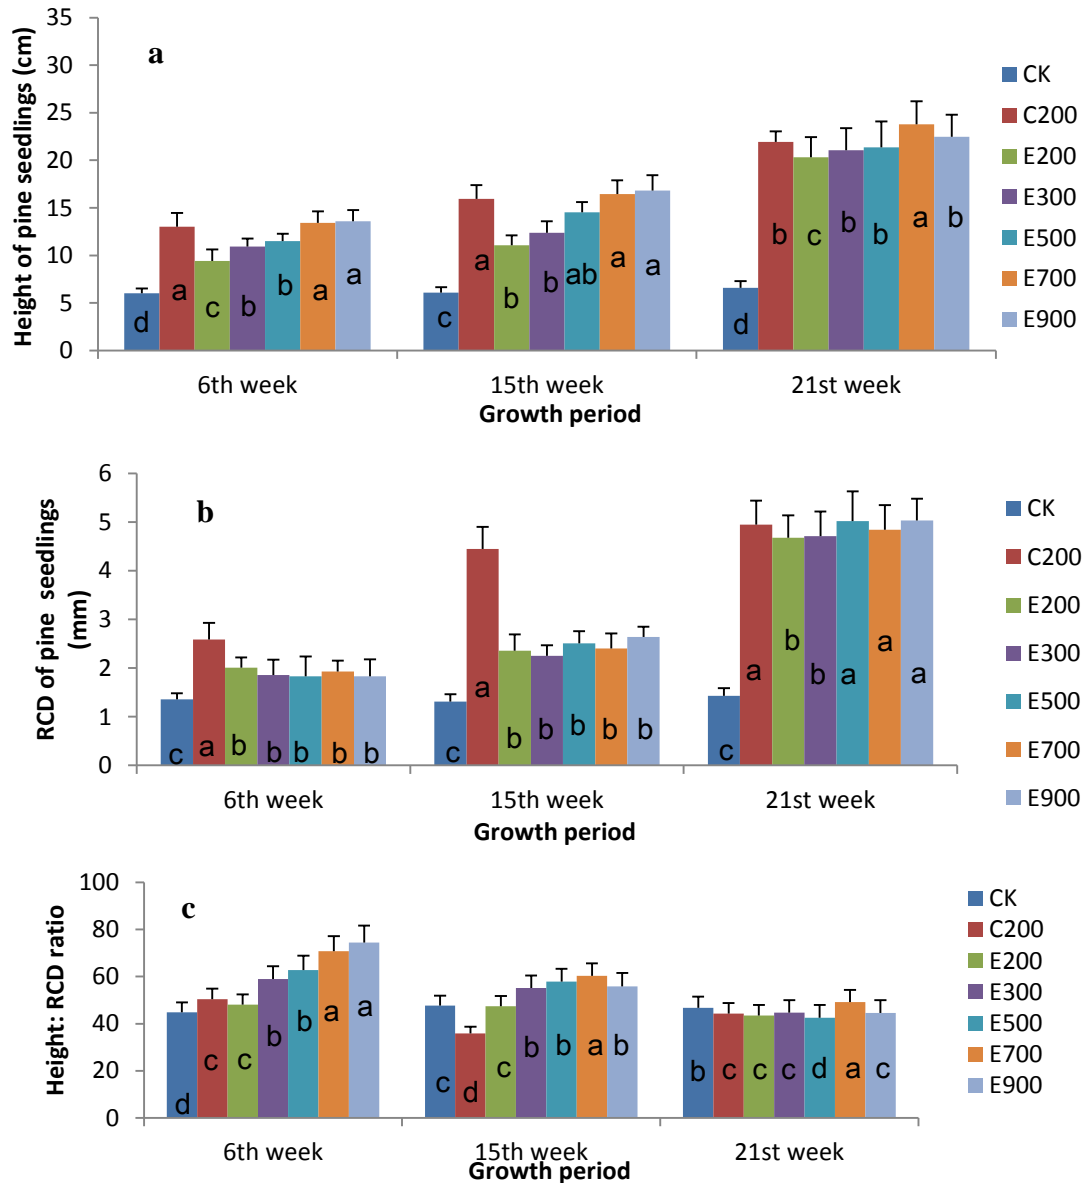 a
Height of pine seedlings (cm)
35
30
25
20
15
10
5
0
d a c b b a a
c a b b ab a a
d b c b b a b
6th week 15th week 21st week
Growth period
CK
C200
E200
E300
E500
E700
E900
b
RCD of pine seedlings
(mm)
6
5
4
3
2
1
0
c a b b b b b
c a b b b b b
c a b b a a a
6th week 15th week 21st week
Growth period
CK
C200
E200
E300
E500
E700
E900
c
Height: RCD ratio
100
80
60
40
20
0
d c c b b a a
c d c b b a b
b c c c d a c
6th week 15th week 21st week
Growth period
CK
C200
E200
E300
E500
E700
E900